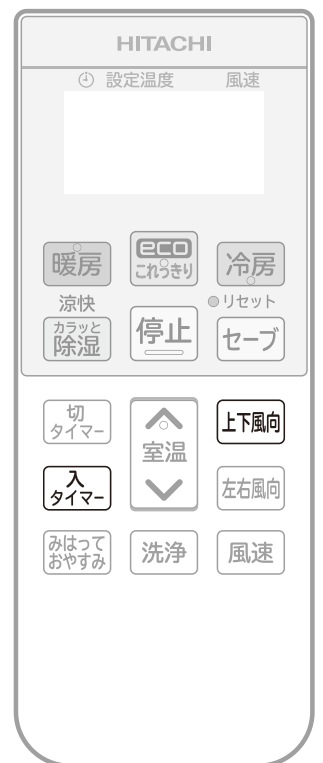 HITACHI
設定温度 風速
暖房
eco
これっきり
冷房
涼快
カラッと
除湿
停止
リセット
セーブ
切
タイマー
室温
上下風向
入
タイマー
左右風向
みはって
おやすみ
洗浄
風速